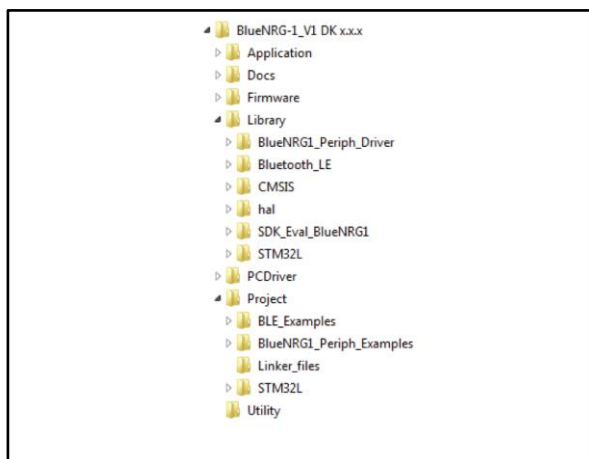 BlueNRG-1_V1 DK x.x.x
Application
Docs
Firmware
Library
BlueNRG1_Periph_Driver
Bluetooth_LE
CMSIS
hal
SDK_Eval_BlueNRG1
STM32L
PCDriver
Project
BLE_Examples
BlueNRG1_Periph_Examples
Linker_files
STM32L
Utility